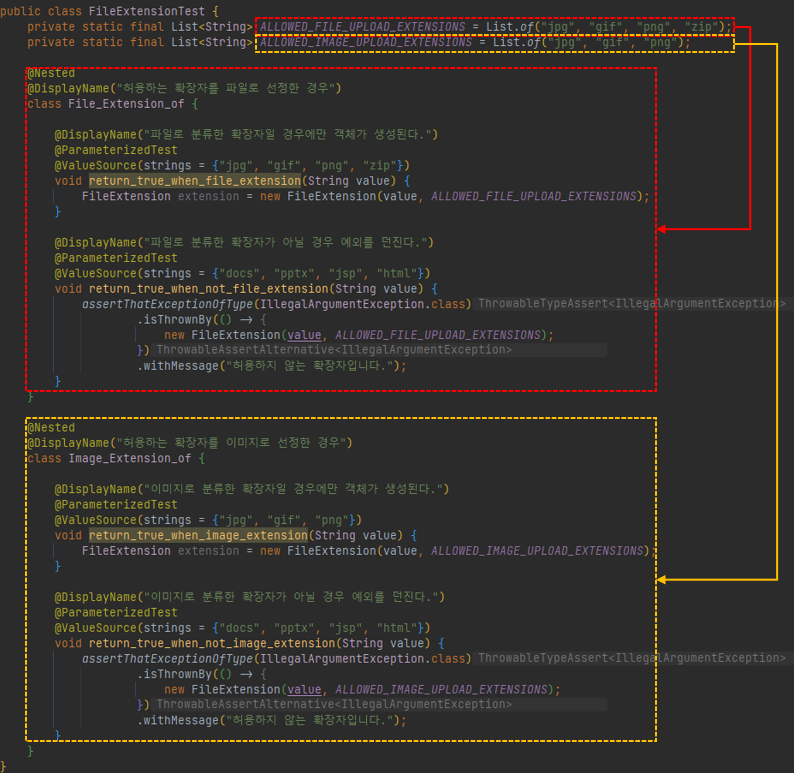 public class FileExtensionTest {
    private static final List<String> ALLOWED_FILE_UPLOAD_EXTENSIONS = List.of("jpg", "gif", "png", "zip");
    private static final List<String> ALLOWED_IMAGE_UPLOAD_EXTENSIONS = List.of("jpg", "gif", "png");
    @Nested
    @DisplayName("허용하는 확장자를 파일로 선정한 경우")
    class File_Extension_of {
        @DisplayName("파일로 분류한 확장자일 경우에만 객체가 생성된다.")
        @ParameterizedTest
        @ValueSource(strings = {"jpg", "gif", "png", "zip"})
        void return_true_when_file_extension(String value) {
            FileExtension extension = new FileExtension(value, ALLOWED_FILE_UPLOAD_EXTENSIONS);
        }
        @DisplayName("파일로 분류한 확장자가 아닐 경우 예외를 던진다.")
        @ParameterizedTest
        @ValueSource(strings = {"docs", "pptx", "jsp", "html"})
        void return_true_when_not_file_extension(String value) {
            assertThatExceptionOfType(IllegalArgumentException.class) ThrowableTypeAssert<IllegalArgumentException>
                    .isThrownBy(() -> {
                        new FileExtension(value, ALLOWED_FILE_UPLOAD_EXTENSIONS);
                    }) ThrowableAssertAlternative<IllegalArgumentException>
                    .withMessage("허용하지 않는 확장자입니다.");
        }
    }
    @Nested
    @DisplayName("허용하는 확장자를 이미지로 선정한 경우")
    class Image_Extension_of {
        @DisplayName("이미지로 분류한 확장자일 경우에만 객체가 생성된다.")
        @ParameterizedTest
        @ValueSource(strings = {"jpg", "gif", "png"})
        void return_true_when_image_extension(String value) {
            FileExtension extension = new FileExtension(value, ALLOWED_IMAGE_UPLOAD_EXTENSIONS);
        }
        @DisplayName("이미지로 분류한 확장자가 아닐 경우 예외를 던진다.")
        @ParameterizedTest
        @ValueSource(strings = {"docs", "pptx", "jsp", "html"})
        void return_true_when_not_image_extension(String value) {
            assertThatExceptionOfType(IllegalArgumentException.class) ThrowableTypeAssert<IllegalArgumentException>
                    .isThrownBy(() -> {
                        new FileExtension(value, ALLOWED_IMAGE_UPLOAD_EXTENSIONS);
                    }) ThrowableAssertAlternative<IllegalArgumentException>
                    .withMessage("허용하지 않는 확장자입니다.");
        }
    }
}